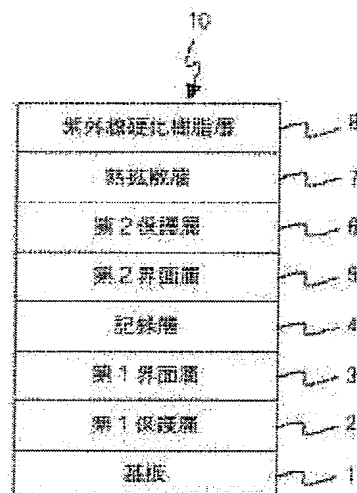 10
紫外線硬化樹脂層 8
熱拡散層 7
第2保護層 6
第2界面層 5
記録層 4
第1界面層 3
第1保護層 2
基板 1